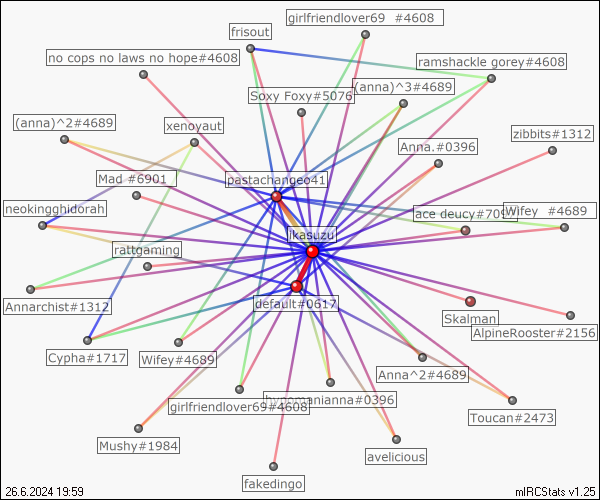 girlfriendlover69 #4608
frisout
no cops no laws no hope#4608
ramshackle gorey#4608
(anna)^3#4689
Soxy Foxy#5076
(anna)^2#4689
xenoyaut
zibbits#1312
Anna.#0396
Mad #6901
pastachangeo41
neokingghidorah
ace deucy#709
Wifey #4689
jkasuzu
rattgaming
Annarchist#1312
default#0617
Skalman
AlpineRooster#2156
Cypha#1717
Wifey#4689
Anna^2#4689
hypomanianna#0396
girlfriendlover69#4608
Toucan#2473
Mushy#1984
avelicious
fakedingo
26.6.2024 19:59
mIRCStats v1.25